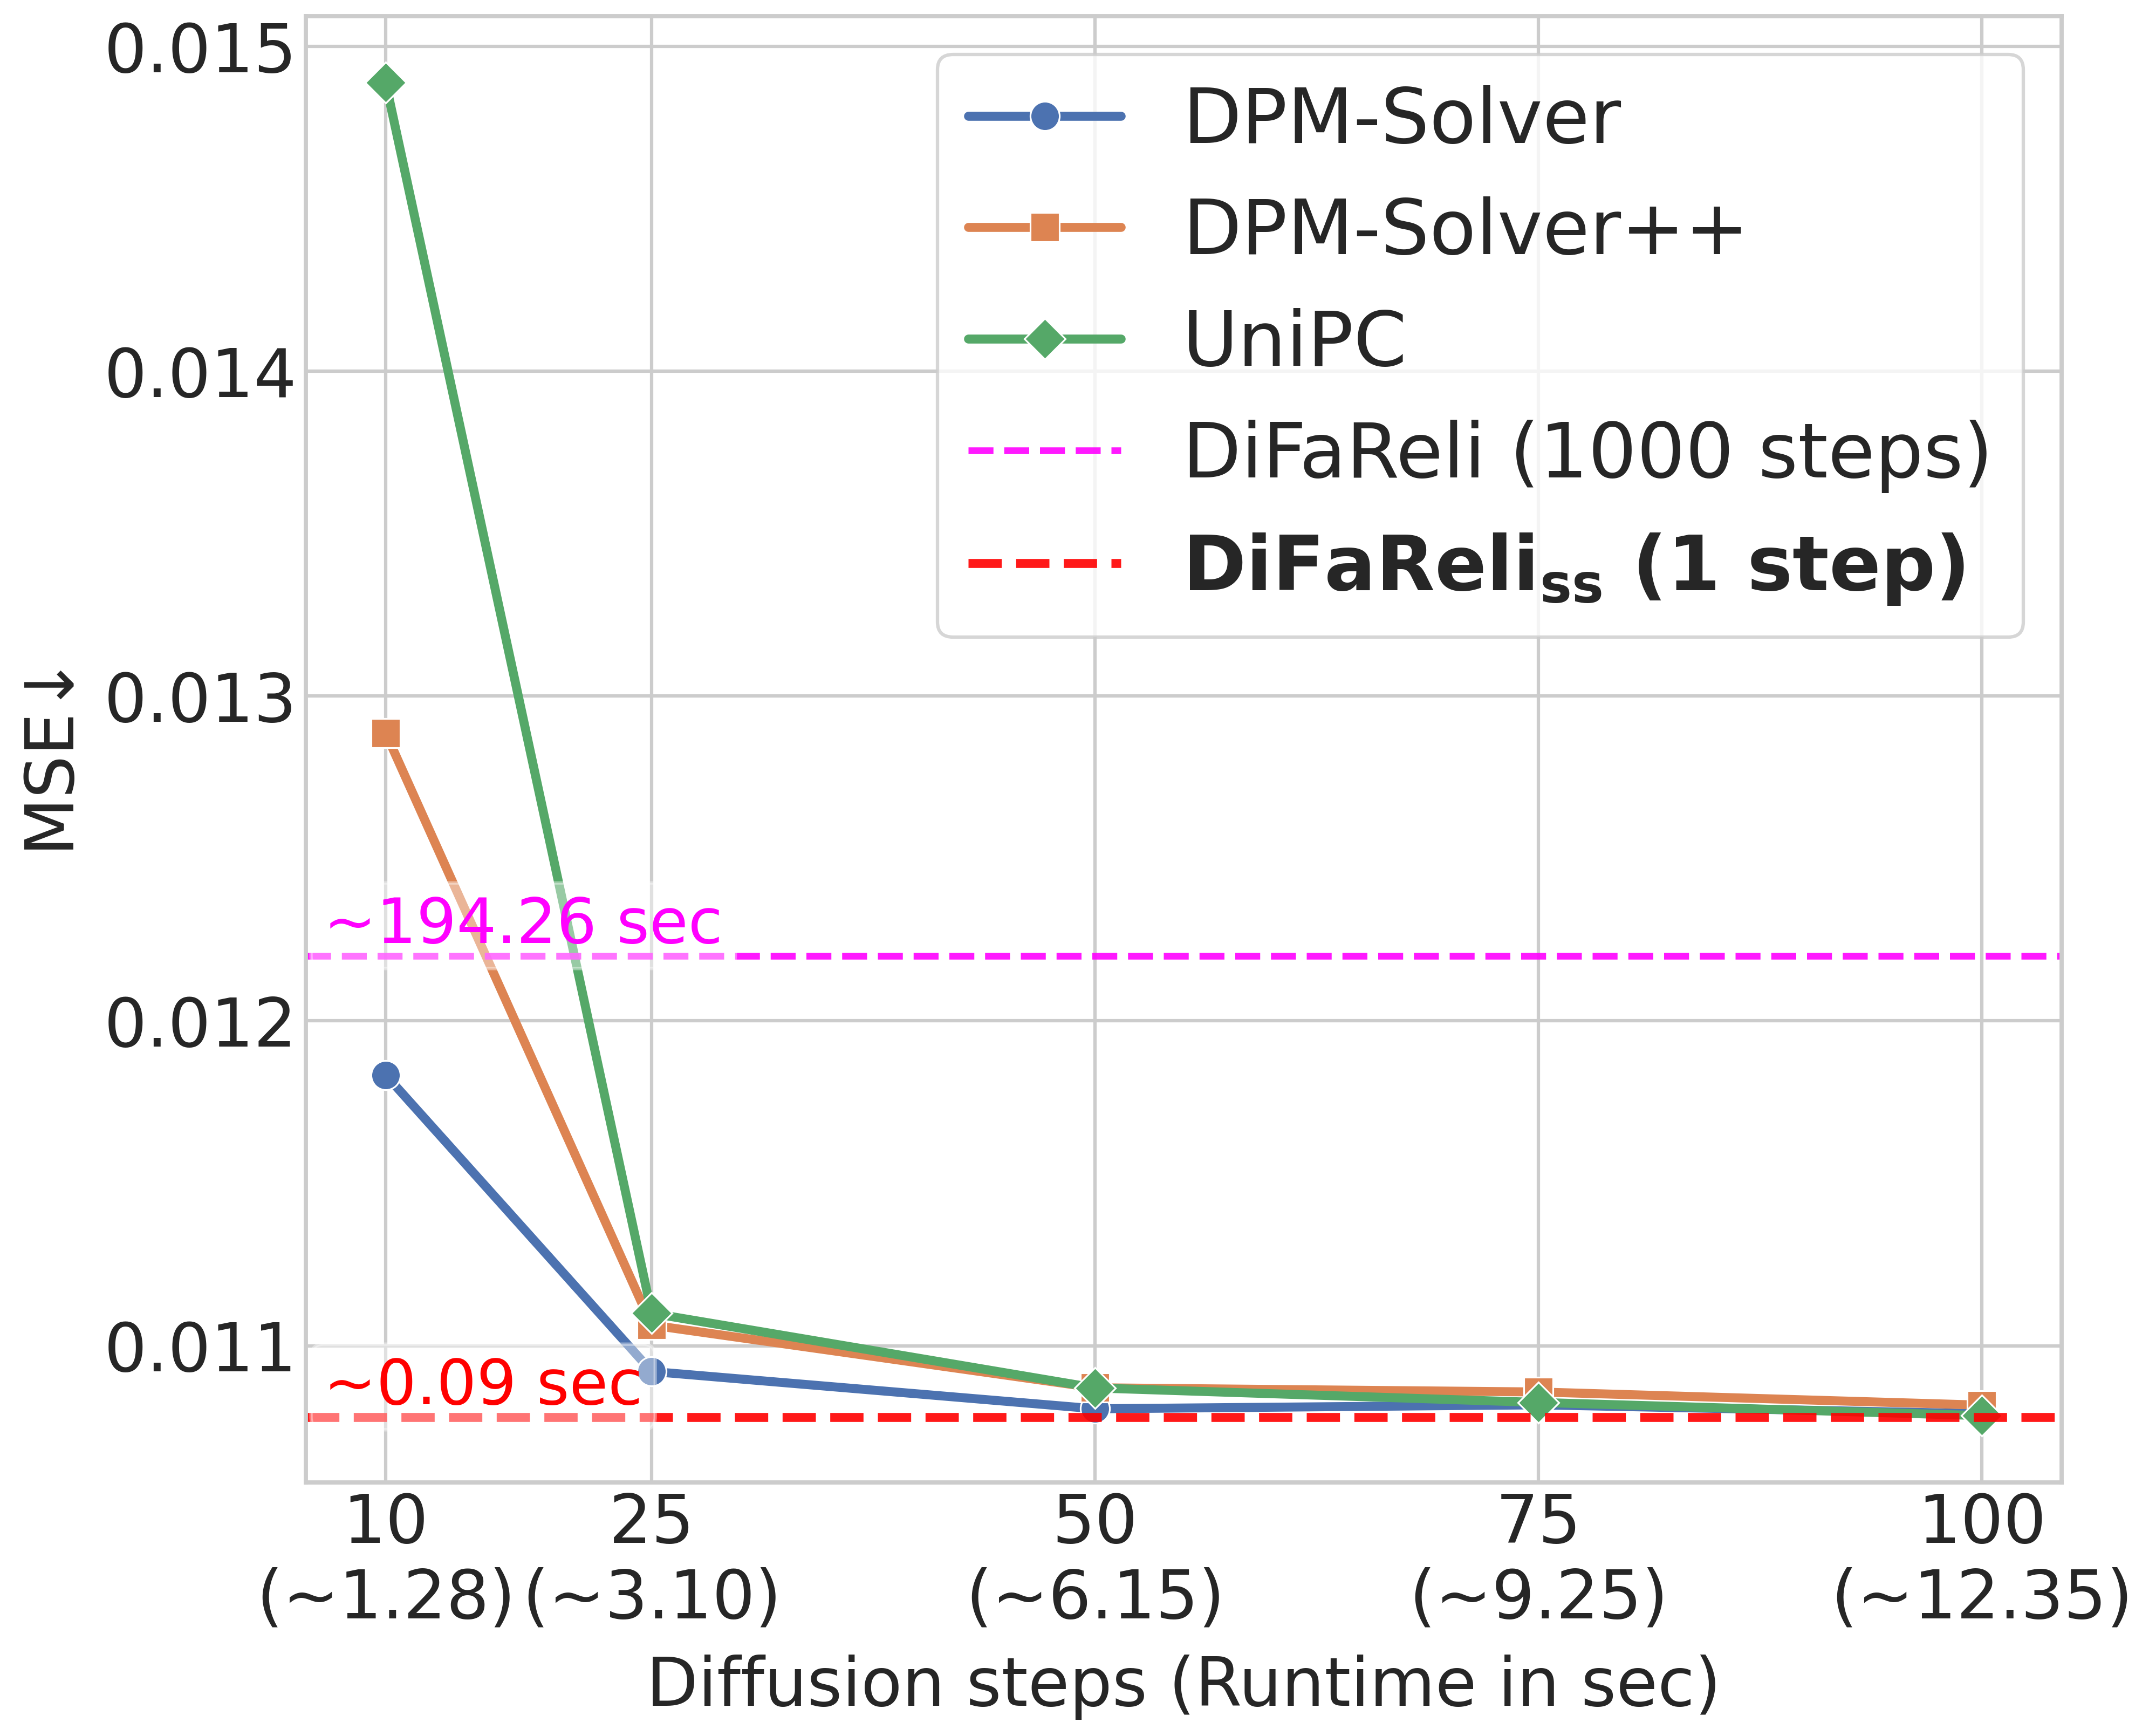 0.015
0.014
0.013
0.012
0.011
MSE↓
DPM-Solver
DPM-Solver++
UniPC
DiFaReli (1000 steps)
DiFaReliss (1 step)
~194.26 sec
~0.09 sec
10 25 50 75 100
(~1.28) (~3.10) (~6.15) (~9.25) (~12.35)
Diffusion steps (Runtime in sec)